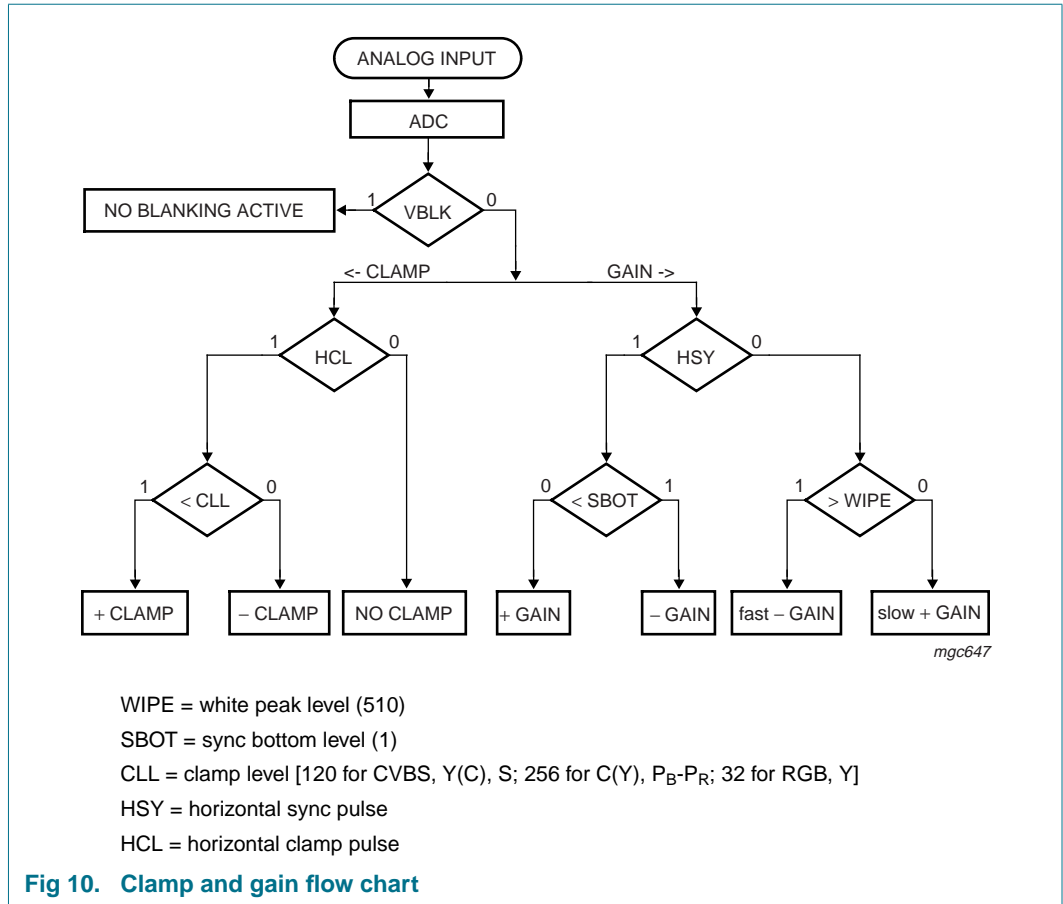 ANALOG INPUT
ADC
NO BLANKING ACTIVE
1 VBLK 0
<- CLAMP GAIN ->
1 HCL 0
1 HSY 0
1 < CLL 0
0 < SBOT 1
1 > WIPE 0
+ CLAMP − CLAMP NO CLAMP + GAIN − GAIN fast − GAIN slow + GAIN
mgc647
WIPE = white peak level (510)
SBOT = sync bottom level (1)
CLL = clamp level [120 for CVBS, Y(C), S; 256 for C(Y), PB-PR; 32 for RGB, Y]
HSY = horizontal sync pulse
HCL = horizontal clamp pulse
Fig 10. Clamp and gain flow chart